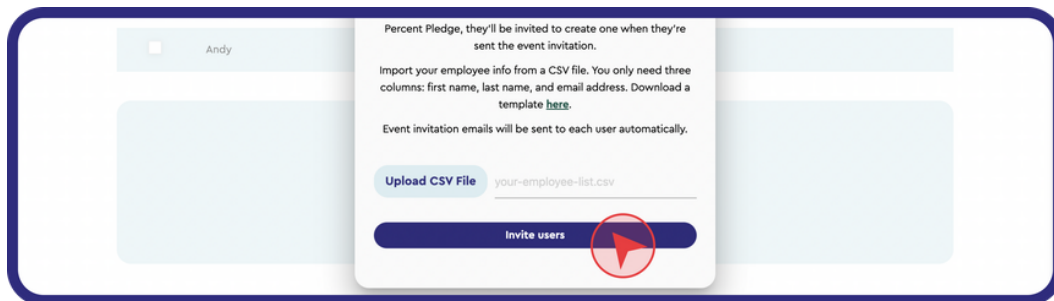 Percent Pledge, they'll be invited to create one when they're
sent the event invitation.
Andy
Import your employee info from a CSV file. You only need three
columns: first name, last name, and email address. Download a
template here.
Event invitation emails will be sent to each user automatically.
Upload CSV File your-employee-list.csv
Invite users